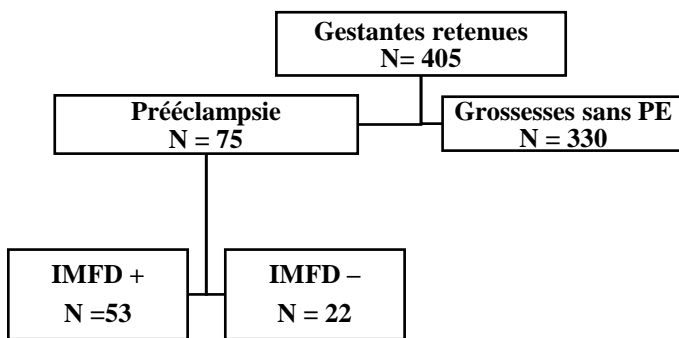 Gestantes retenues
N= 405
Prééclampsie
N = 75
Grossesses sans PE
N = 330
IMFD +
N =53
IMFD –
N = 22